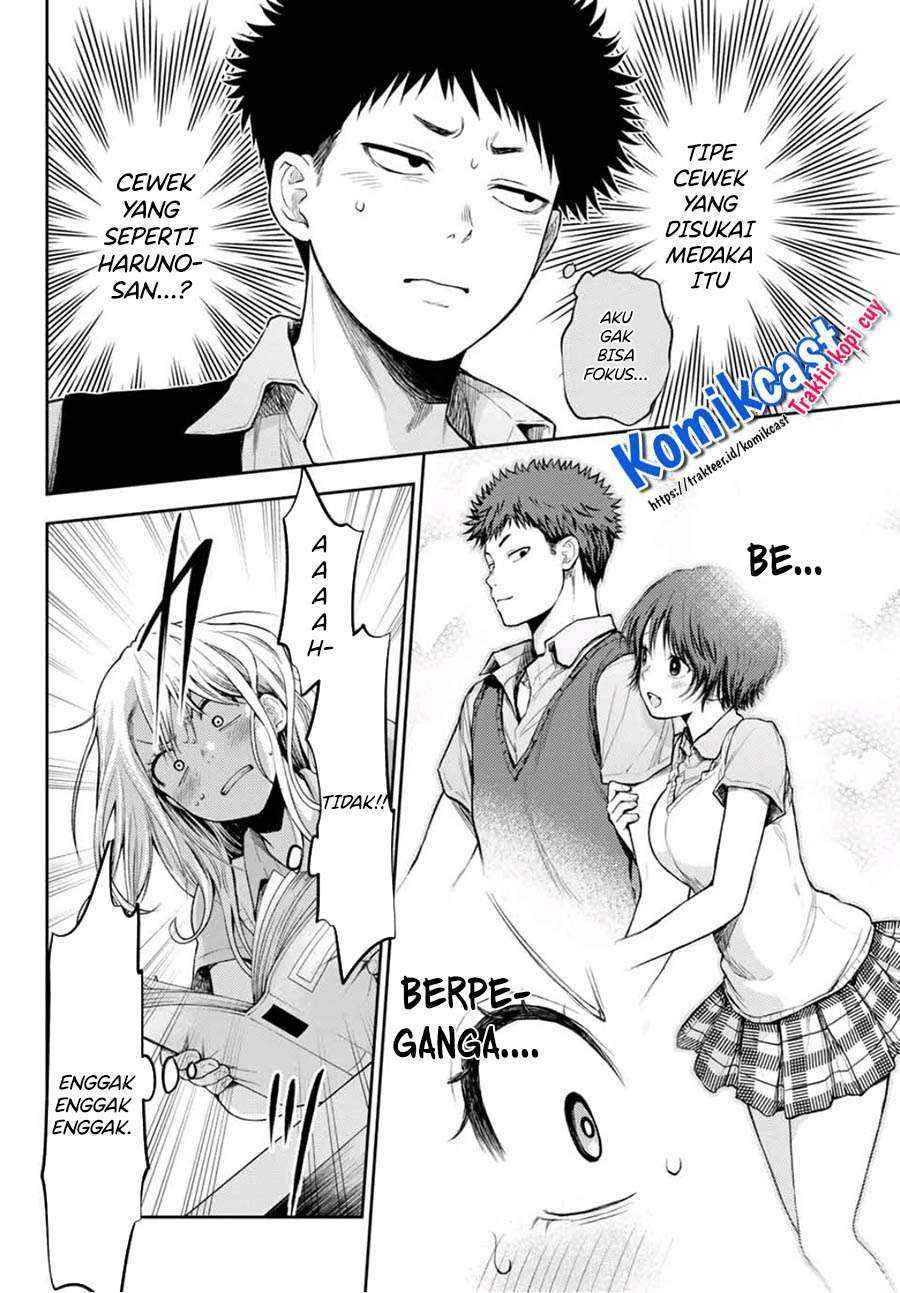 TIPE
CEWEK
YANG
DISUKAI
MEDAKA
ITU
CEWEK
YANG
SEPERTI
HARUNO-
SAN...?
AKU
GAK
BISA
FOKUS...
Komikcast
Traktir kopi cuy
https://trakteer.id/komikcast
BE...
BERPE-
GANGA....
A
A
A
A
A
H-
TIDAK!!
ENGGAK
ENGGAK
ENGGAK.